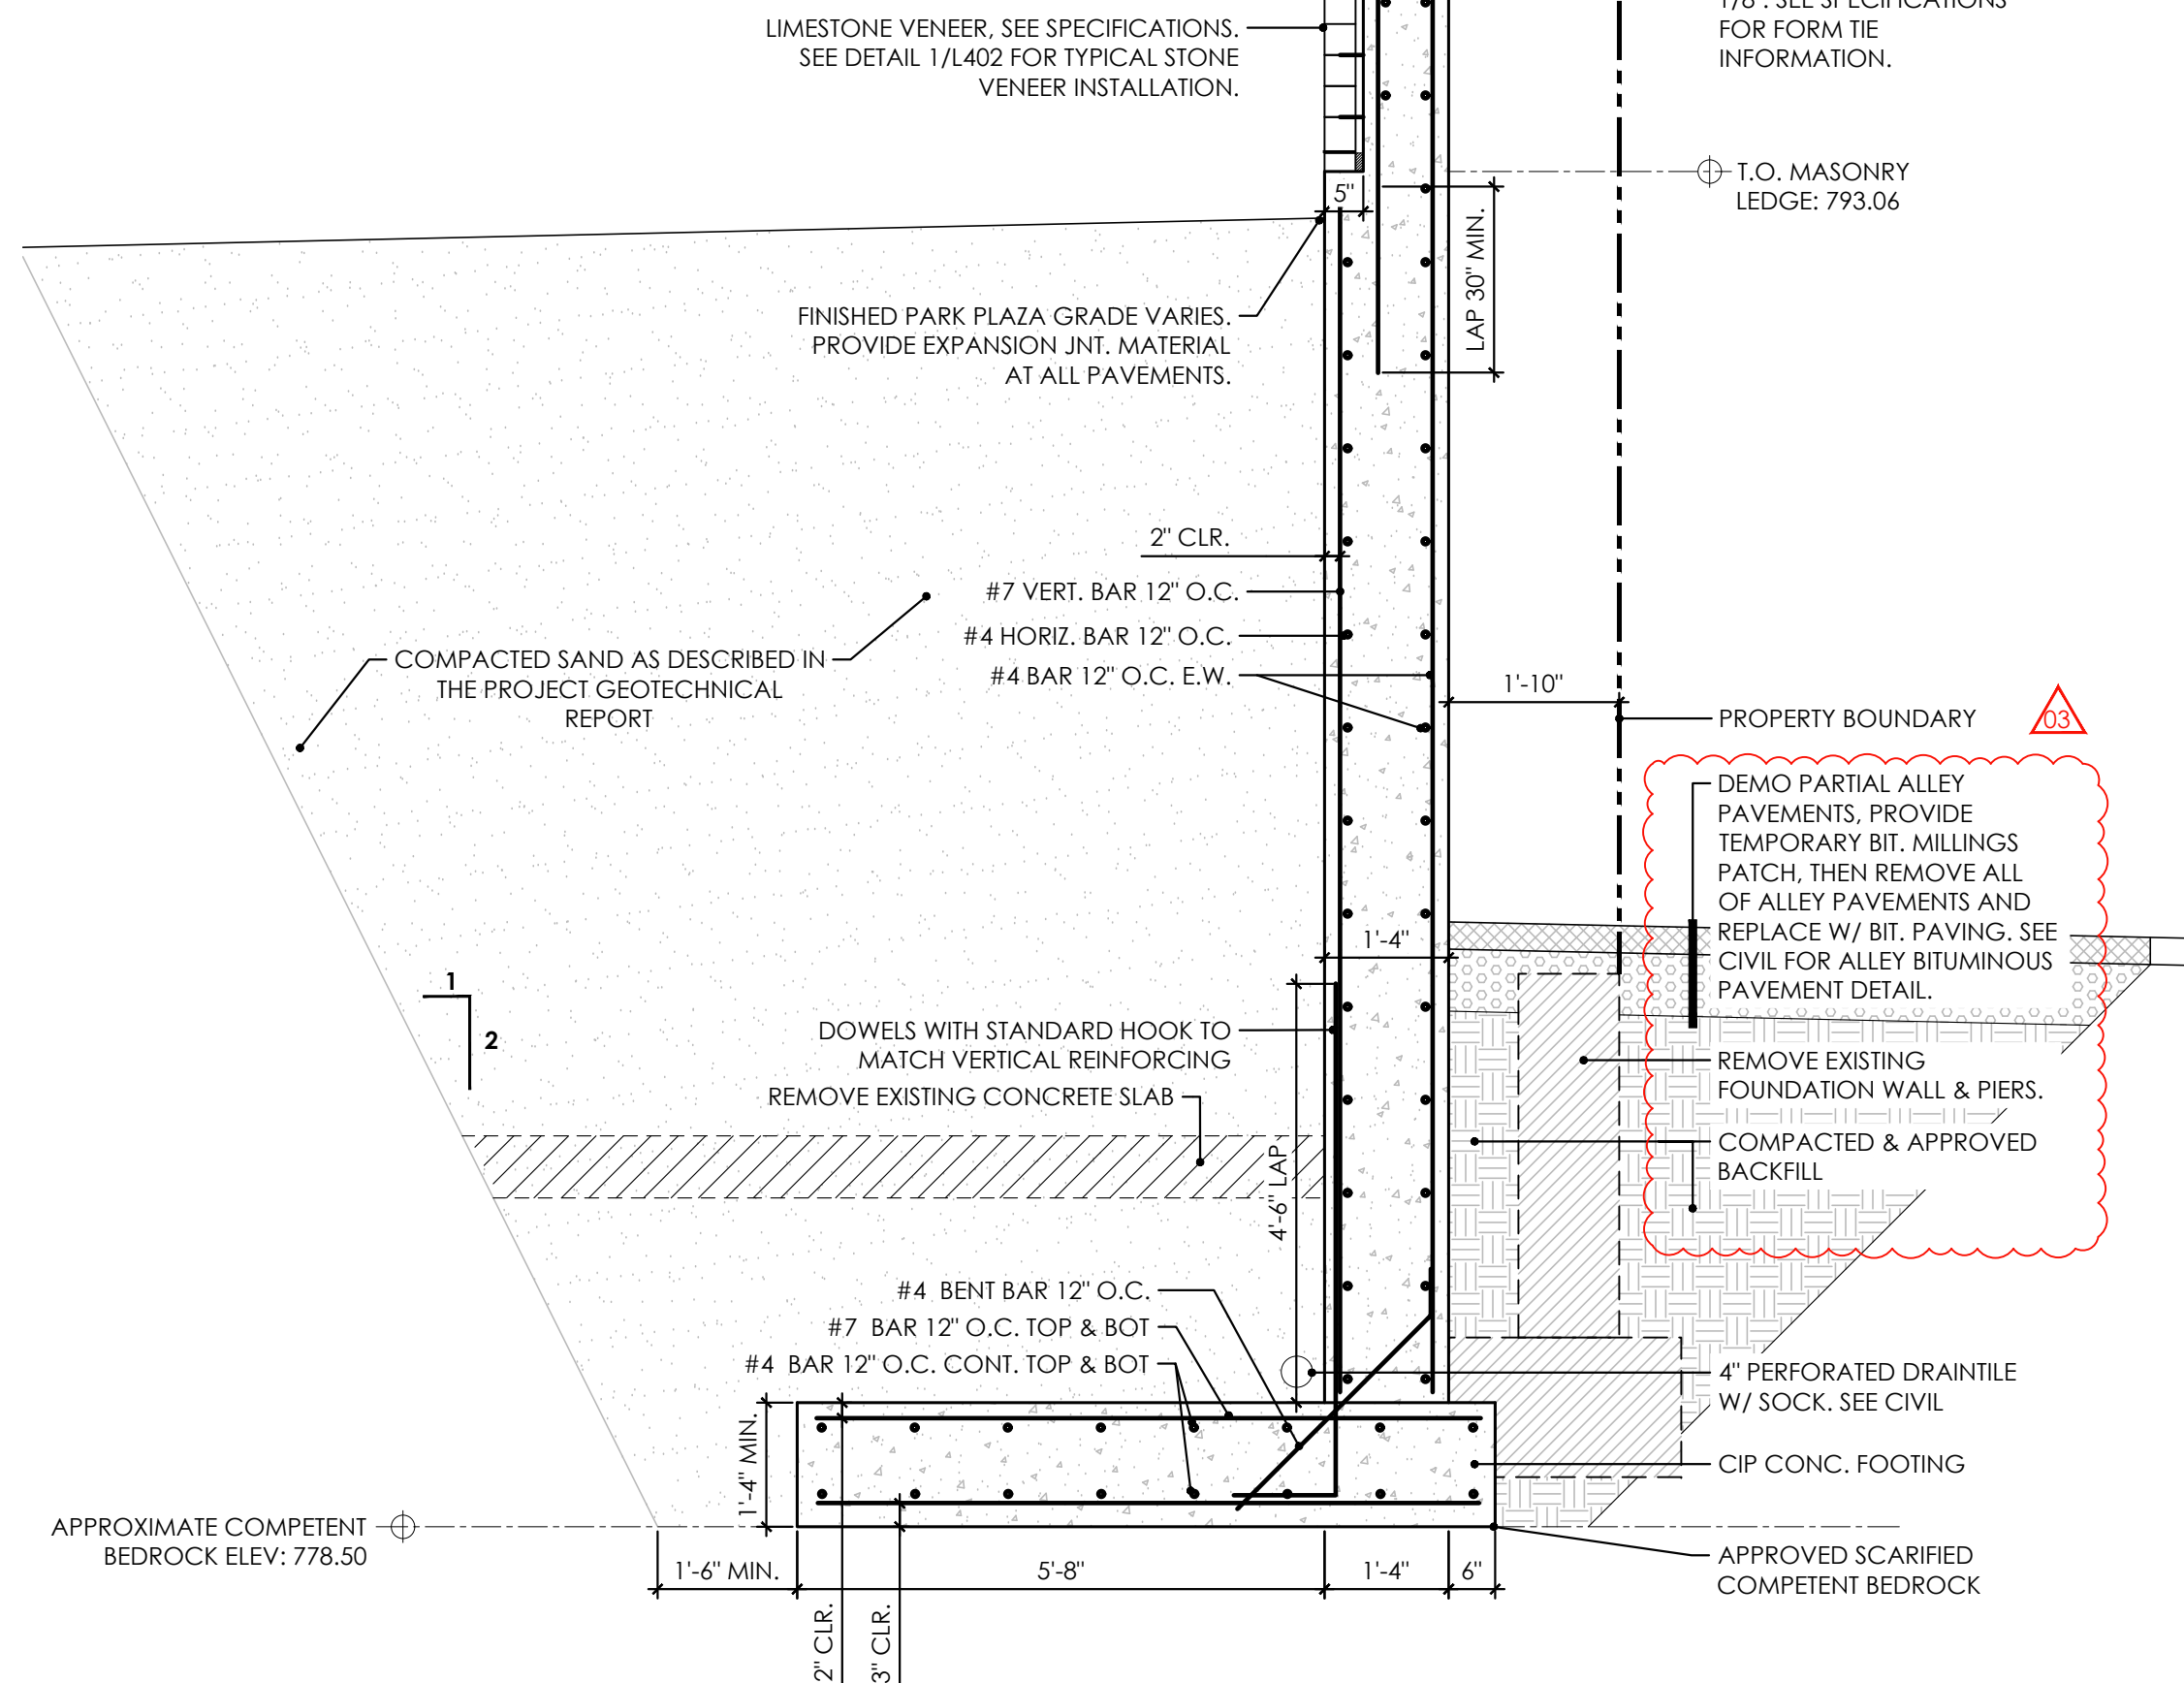 LIMESTONE VENEER, SEE SPECIFICATIONS.
SEE DETAIL 1/L402 FOR TYPICAL STONE
VENEER INSTALLATION.
1/8". SEE SPECIFICATIONS
FOR FORM TIE
INFORMATION.
T.O. MASONRY
LEDGE: 793.06
5"
LAP 30" MIN.
FINISHED PARK PLAZA GRADE VARIES.
PROVIDE EXPANSION JNT. MATERIAL
AT ALL PAVEMENTS.
2" CLR.
#7 VERT. BAR 12" O.C.
#4 HORIZ. BAR 12" O.C.
#4 BAR 12" O.C. E.W.
COMPACTED SAND AS DESCRIBED IN
THE PROJECT GEOTECHNICAL
REPORT
1'-10"
PROPERTY BOUNDARY
03
DEMO PARTIAL ALLEY
PAVEMENTS, PROVIDE
TEMPORARY BIT. MILLINGS
PATCH, THEN REMOVE ALL
OF ALLEY PAVEMENTS AND
REPLACE W/ BIT. PAVING. SEE
CIVIL FOR ALLEY BITUMINOUS
PAVEMENT DETAIL.
1'-4"
1
2
DOWELS WITH STANDARD HOOK TO
MATCH VERTICAL REINFORCING
REMOVE EXISTING CONCRETE SLAB
REMOVE EXISTING
FOUNDATION WALL & PIERS.
COMPACTED & APPROVED
BACKFILL
4'-6" LAP
#4 BENT BAR 12" O.C.
#7 BAR 12" O.C. TOP & BOT
#4 BAR 12" O.C. CONT. TOP & BOT
4" PERFORATED DRAINTILE
W/ SOCK. SEE CIVIL
1'-4" MIN.
CIP CONC. FOOTING
APPROXIMATE COMPETENT
BEDROCK ELEV: 778.50
APPROVED SCARIFIED
COMPETENT BEDROCK
1'-6" MIN.
5'-8"
1'-4"
6"
2" CLR.
3" CLR.